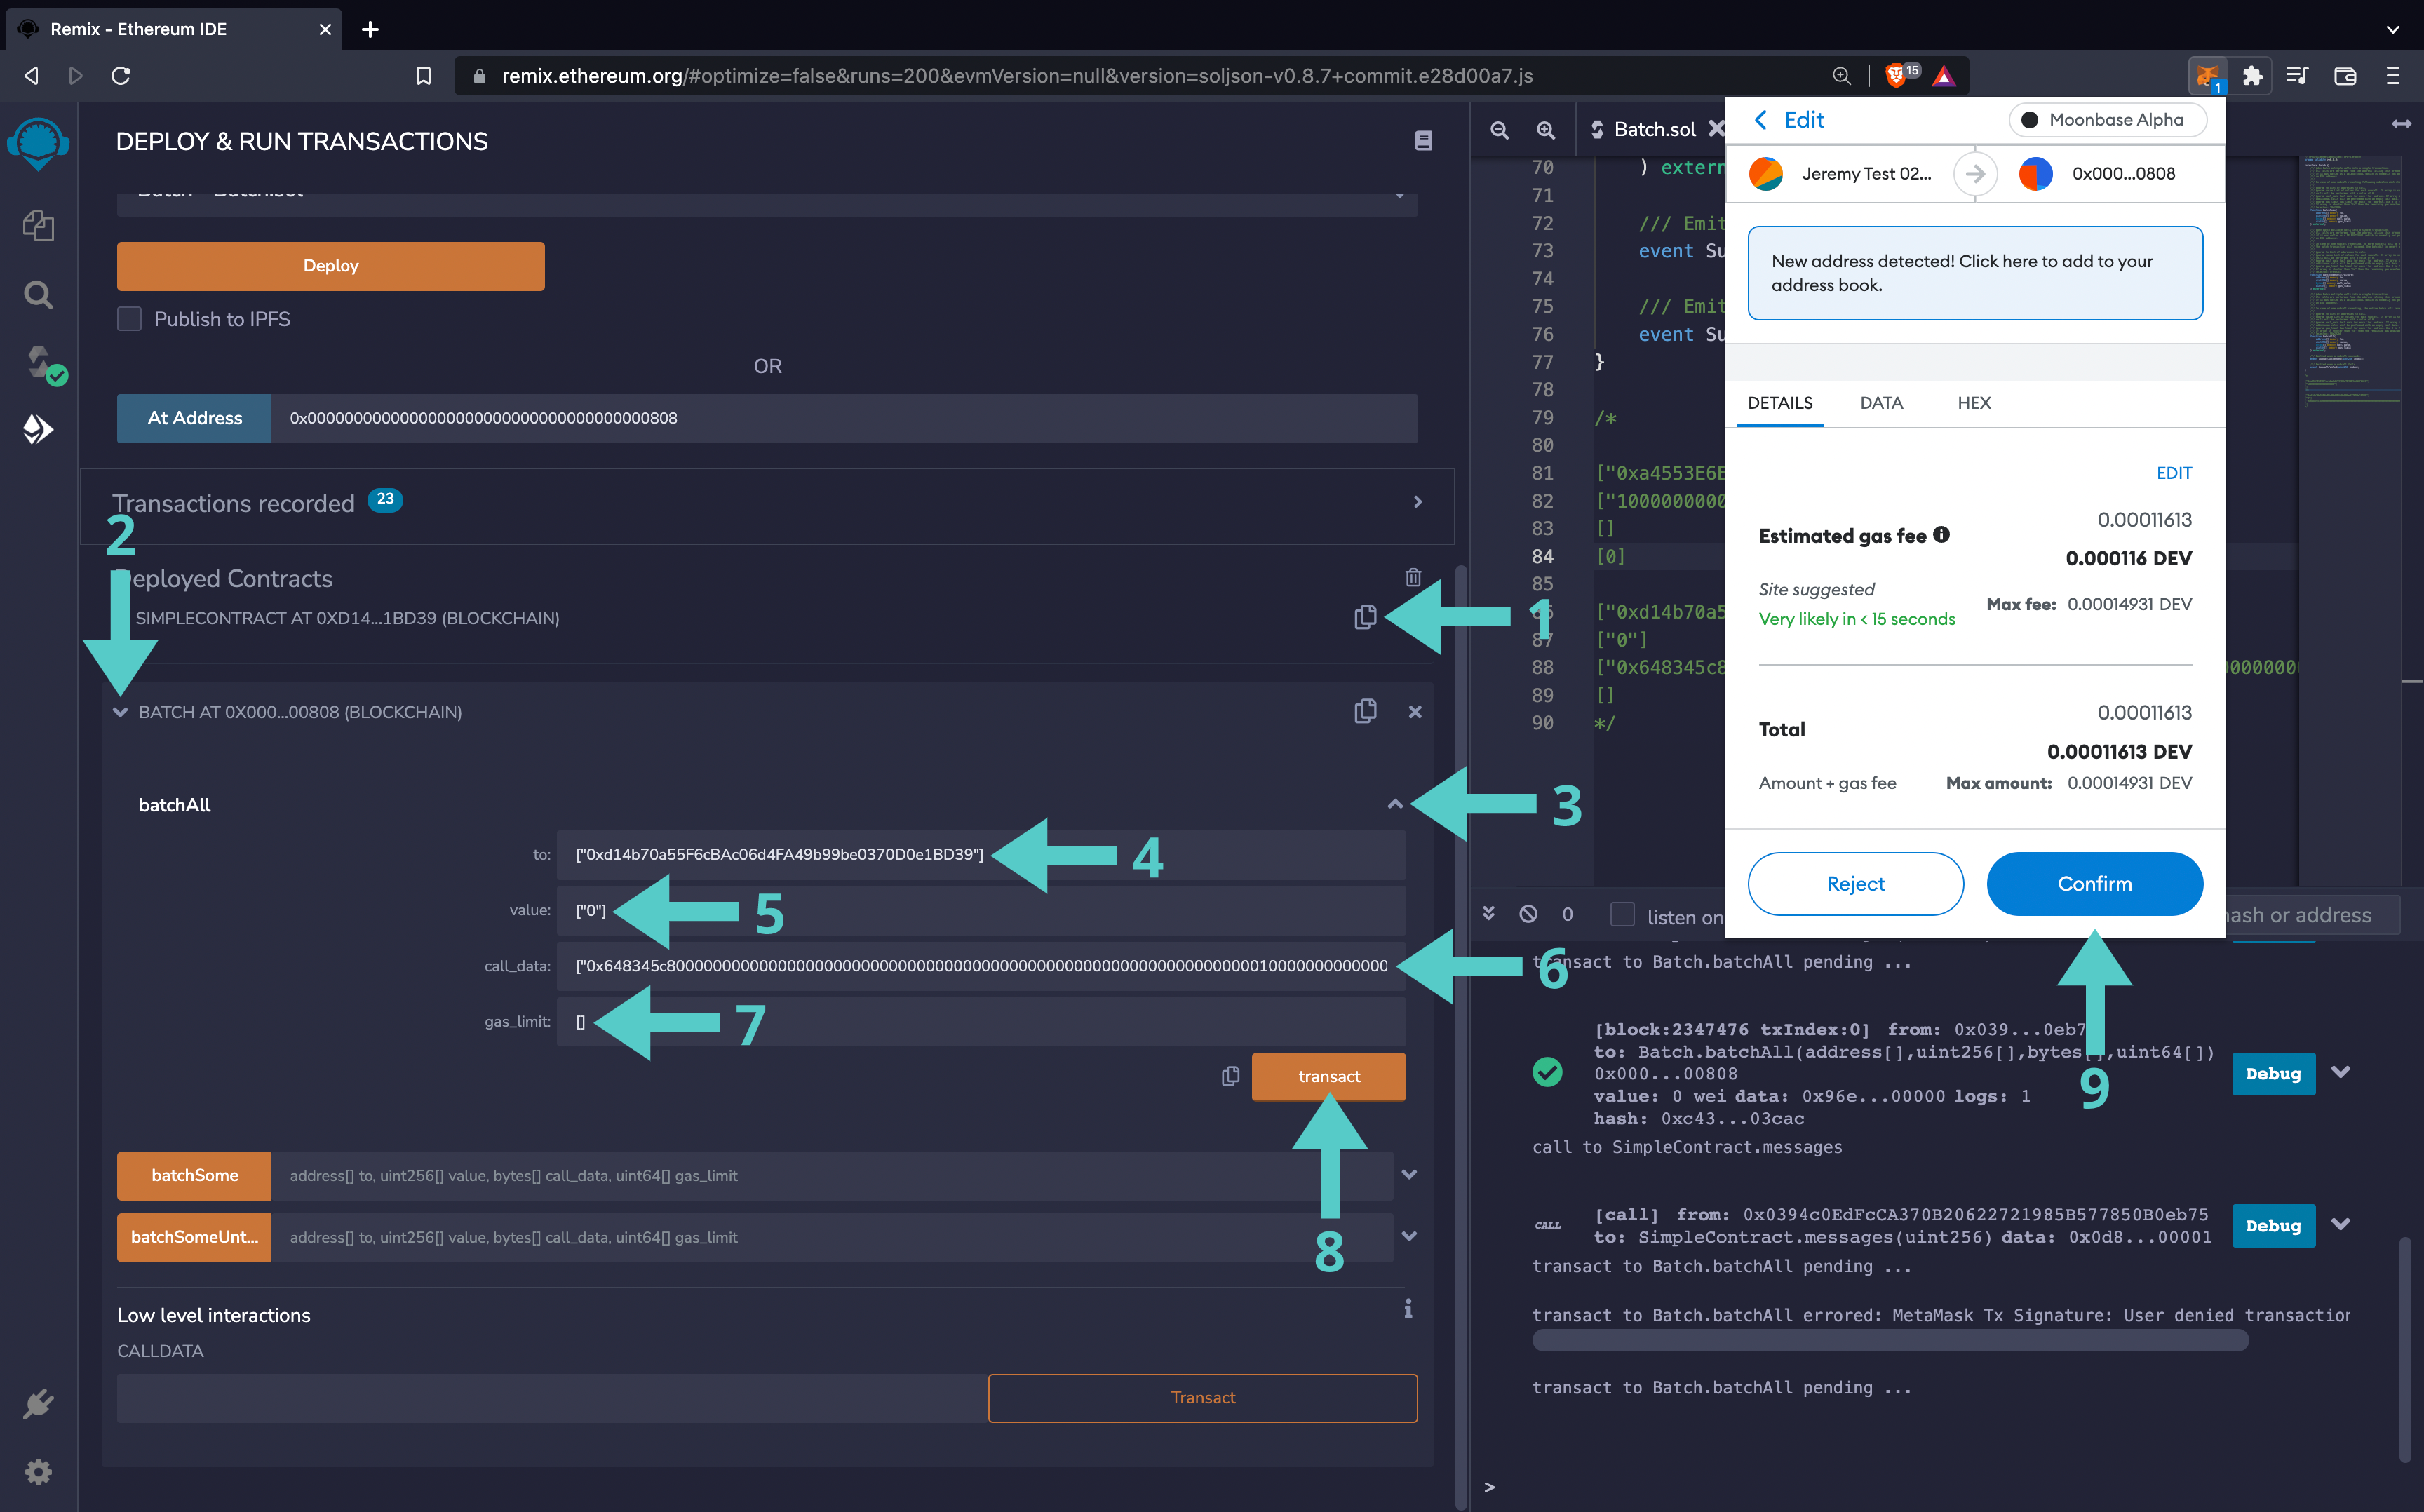 Remix - Ethereum IDE
remix.ethereum.org/#optimize=false&runs=200&evmVersion=null&version=soljson-v0.8.7+commit.e28d00a7.js
15
1
DEPLOY & RUN TRANSACTIONS
Deploy
Publish to IPFS
OR
At Address
0x0000000000000000000000000000000000000808
Transactions recorded 23
2
Deployed Contracts
SIMPLECONTRACT AT 0XD14...1BD39 (BLOCKCHAIN)
1
BATCH AT 0X000...00808 (BLOCKCHAIN)
batchAll
3
to: ["0xd14b70a55F6cBAc06d4FA49b99be0370D0e1BD39"]
4
value: ["0"]
5
call_data:
6
gas_limit: []
7
transact
8
batchSome address[] to, uint256[] value, bytes[] call_data, uint64[] gas_limit
batchSomeUnt... address[] to, uint256[] value, bytes[] call_data, uint64[] gas_limit
Low level interactions
CALLDATA
Transact
Batch.sol
70 ) extern
71
72 /// Emit
73 event Su
74
75 /// Emit
76 event Su
77 }
78
79 /*
80
81 ["0xa4553E6E
82 ["1000000000
83 []
84 [0]
85
["0xd14b70a5
87 ["0"]
88 ["0x648345c8
89 []
90 */
Edit
Moonbase Alpha
Jeremy Test 02...
0x000...0808
New address detected! Click here to add to your
address book.
DETAILS DATA HEX
EDIT
0.00011613
Estimated gas fee
0.000116 DEV
Site suggested
Max fee: 0.00014931 DEV
Very likely in < 15 seconds
0.00011613
Total
0.00011613 DEV
Amount + gas fee Max amount: 0.00014931 DEV
Reject
Confirm
9
0 listen on
hash or address
transact to Batch.batchAll pending ...
[block:2347476 txIndex:0] from: 0x039...0eb7
to: Batch.batchAll(address[],uint256[],bytes[],uint64[])
0x000...00808
value: 0 wei data: 0x96e...00000 logs: 1
hash: 0xc43...03cac
Debug
call to SimpleContract.messages
CALL
[call] from: 0x0394c0EdFcCA370B20622721985B577850B0eb75
to: SimpleContract.messages(uint256) data: 0x0d8...00001
Debug
transact to Batch.batchAll pending ...
transact to Batch.batchAll errored: MetaMask Tx Signature: User denied transaction
transact to Batch.batchAll pending ...
>